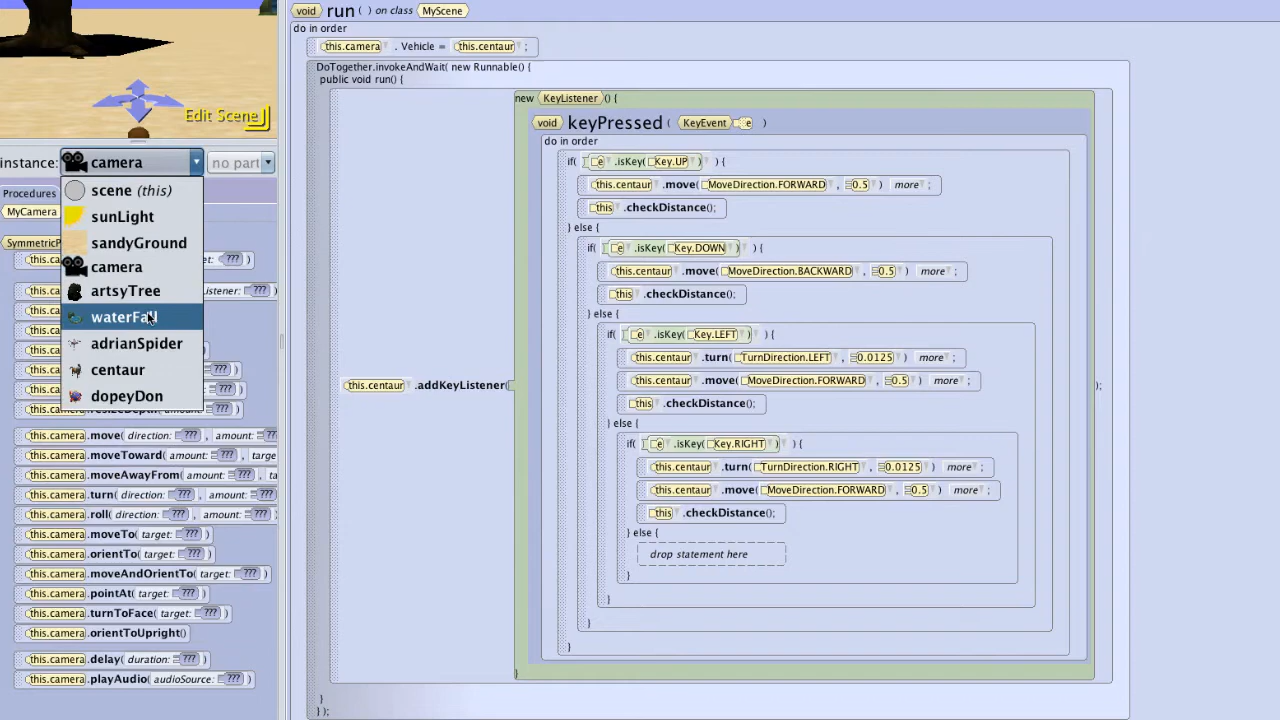 void run ( ) on class MyScene
do in order
this.camera . Vehicle = this.centaur ;
DoTogether.invokeAndWait( new Runnable() {
public void run() {
new KeyListener () {
void keyPressed ( KeyEvent e )
do in order
if( e .isKey( Key.UP ) ) {
this.centaur .move( MoveDirection.FORWARD , 0.5 ) more ;
this .checkDistance();
} else {
if( e .isKey( Key.DOWN ) ) {
this.centaur .move( MoveDirection.BACKWARD , 0.5 ) more ;
this .checkDistance();
} else {
if( e .isKey( Key.LEFT ) ) {
this.centaur .turn( TurnDirection.LEFT , 0.0125 ) more ;
this.centaur .move( MoveDirection.FORWARD , 0.5 ) more ;
this.centaur .addKeyListener( );
this .checkDistance();
} else {
if( e .isKey( Key.RIGHT ) ) {
this.centaur .turn( TurnDirection.RIGHT , 0.0125 ) more ;
this.centaur .move( MoveDirection.FORWARD , 0.5 ) more ;
this .checkDistance();
} else {
drop statement here
}
}
}
}
}
}
});
Edit Scene
instance: camera no part
scene (this)
sunLight
sandyGround
camera
artsyTree
waterFall
adrianSpider
centaur
dopeyDon
Procedures
MyCamera
this.camera.move( direction: ??? , amount: ???
this.camera.moveToward( amount: ??? , targe
this.camera.moveAwayFrom( amount: ??? , ta
this.camera.turn( direction: ??? , amount: ???
this.camera.roll( direction: ??? , amount: ???
this.camera.moveTo( target: ??? )
this.camera.orientTo( target: ??? )
this.camera.moveAndOrientTo( target: ??? )
this.camera.pointAt( target: ??? )
this.camera.turnToFace( target: ??? )
this.camera.orientToUpright()
this.camera.delay( duration: ??? )
this.camera.playAudio( audioSource: ??? )